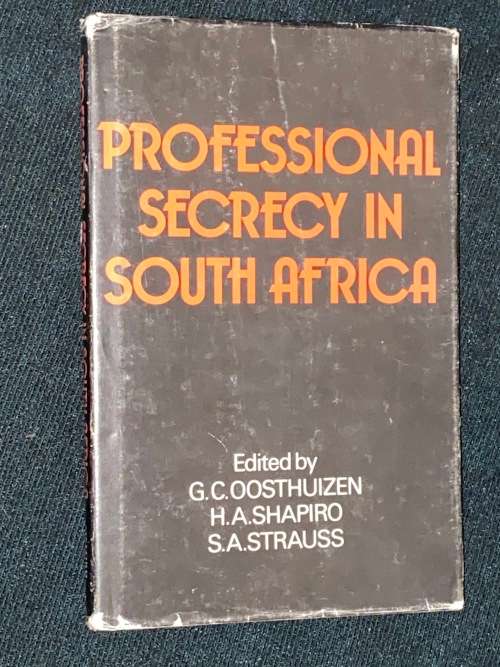 PROFESSIONAL
SECRECY IN
SOUTH AFRICA
Edited by
G.C.OOSTHUIZEN
H.A.SHAPIRO
S.A.STRAUSS